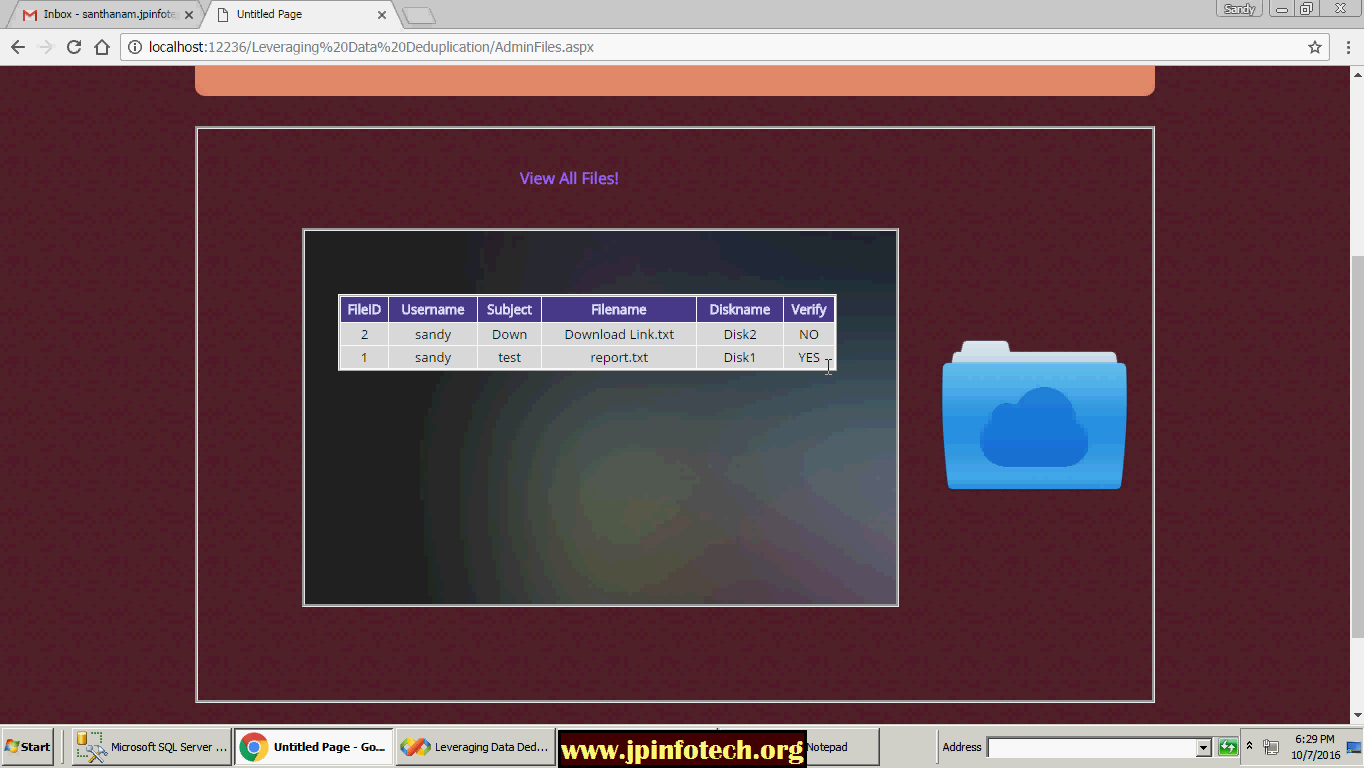 Inbox - santhanam.jpinfote
Untitled Page
Sandy
localhost:12236/Leveraging%20Data%20Deduplication/AdminFiles.aspx
View All Files!
FileID Username Subject Filename Diskname Verify
2 sandy Down Download Link.txt Disk2 NO
1 sandy test report.txt Disk1 YES
Start
Microsoft SQL Server ...
Untitled Page - Go...
Leveraging Data Ded...
www.jpinfotech.org
Notepad
Address
6:29 PM
10/7/2016